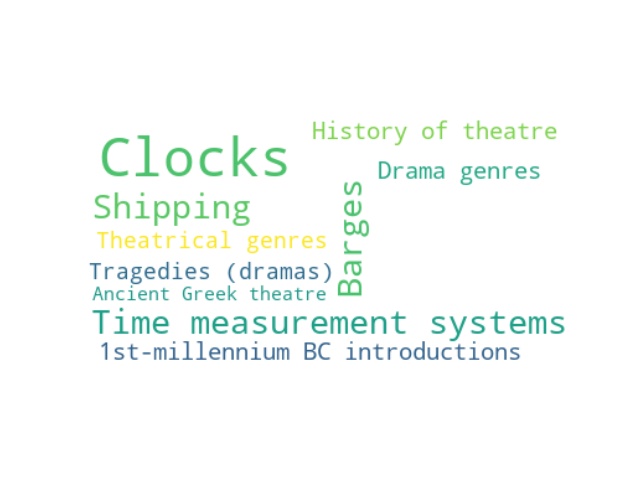 History of theatre
Clocks
Drama genres
Shipping
Barges
Theatrical genres
Tragedies (dramas)
Ancient Greek theatre
Time measurement systems
1st-millennium BC introductions